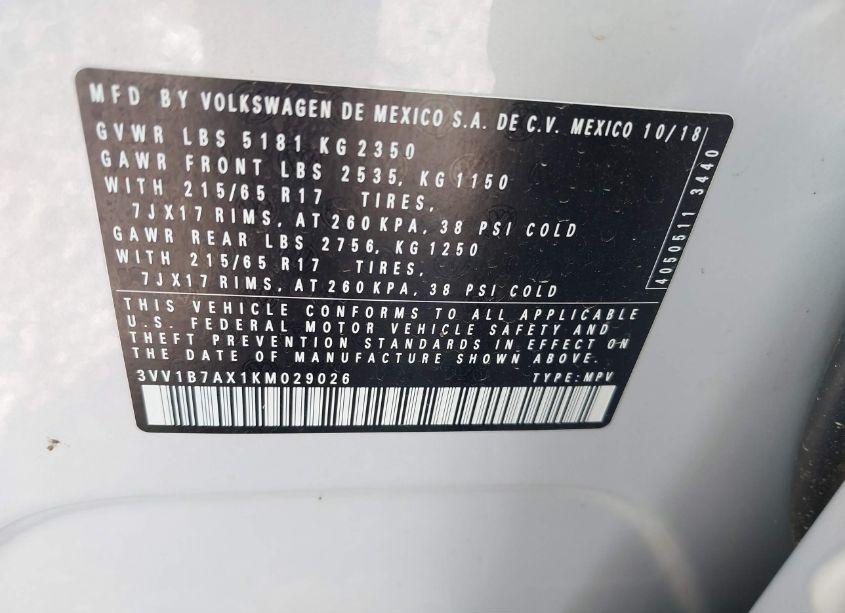 MFD BY VOLKSWAGEN DE MEXICO S.A. DE C.V. MEXICO 10/18
GVWR LBS 5181 KG 2350
GAWR FRONT LBS 2535, KG 1150
WITH 215/65 R17 TIRES,
7JX17 RIMS, AT 260 KPA, 38 PSI COLD
GAWR REAR LBS 2756, KG 1250
WITH 215/65 R17 TIRES,
7JX17 RIMS, AT 260 KPA, 38 PSI COLD
4050511 3440
THIS VEHICLE CONFORMS TO ALL APPLICABLE
U.S. FEDERAL MOTOR VEHICLE SAFETY AND
THEFT PREVENTION STANDARDS IN EFFECT ON
THE DATE OF MANUFACTURE SHOWN ABOVE.
3VV1B7AX1KM029026 TYPE: MPV